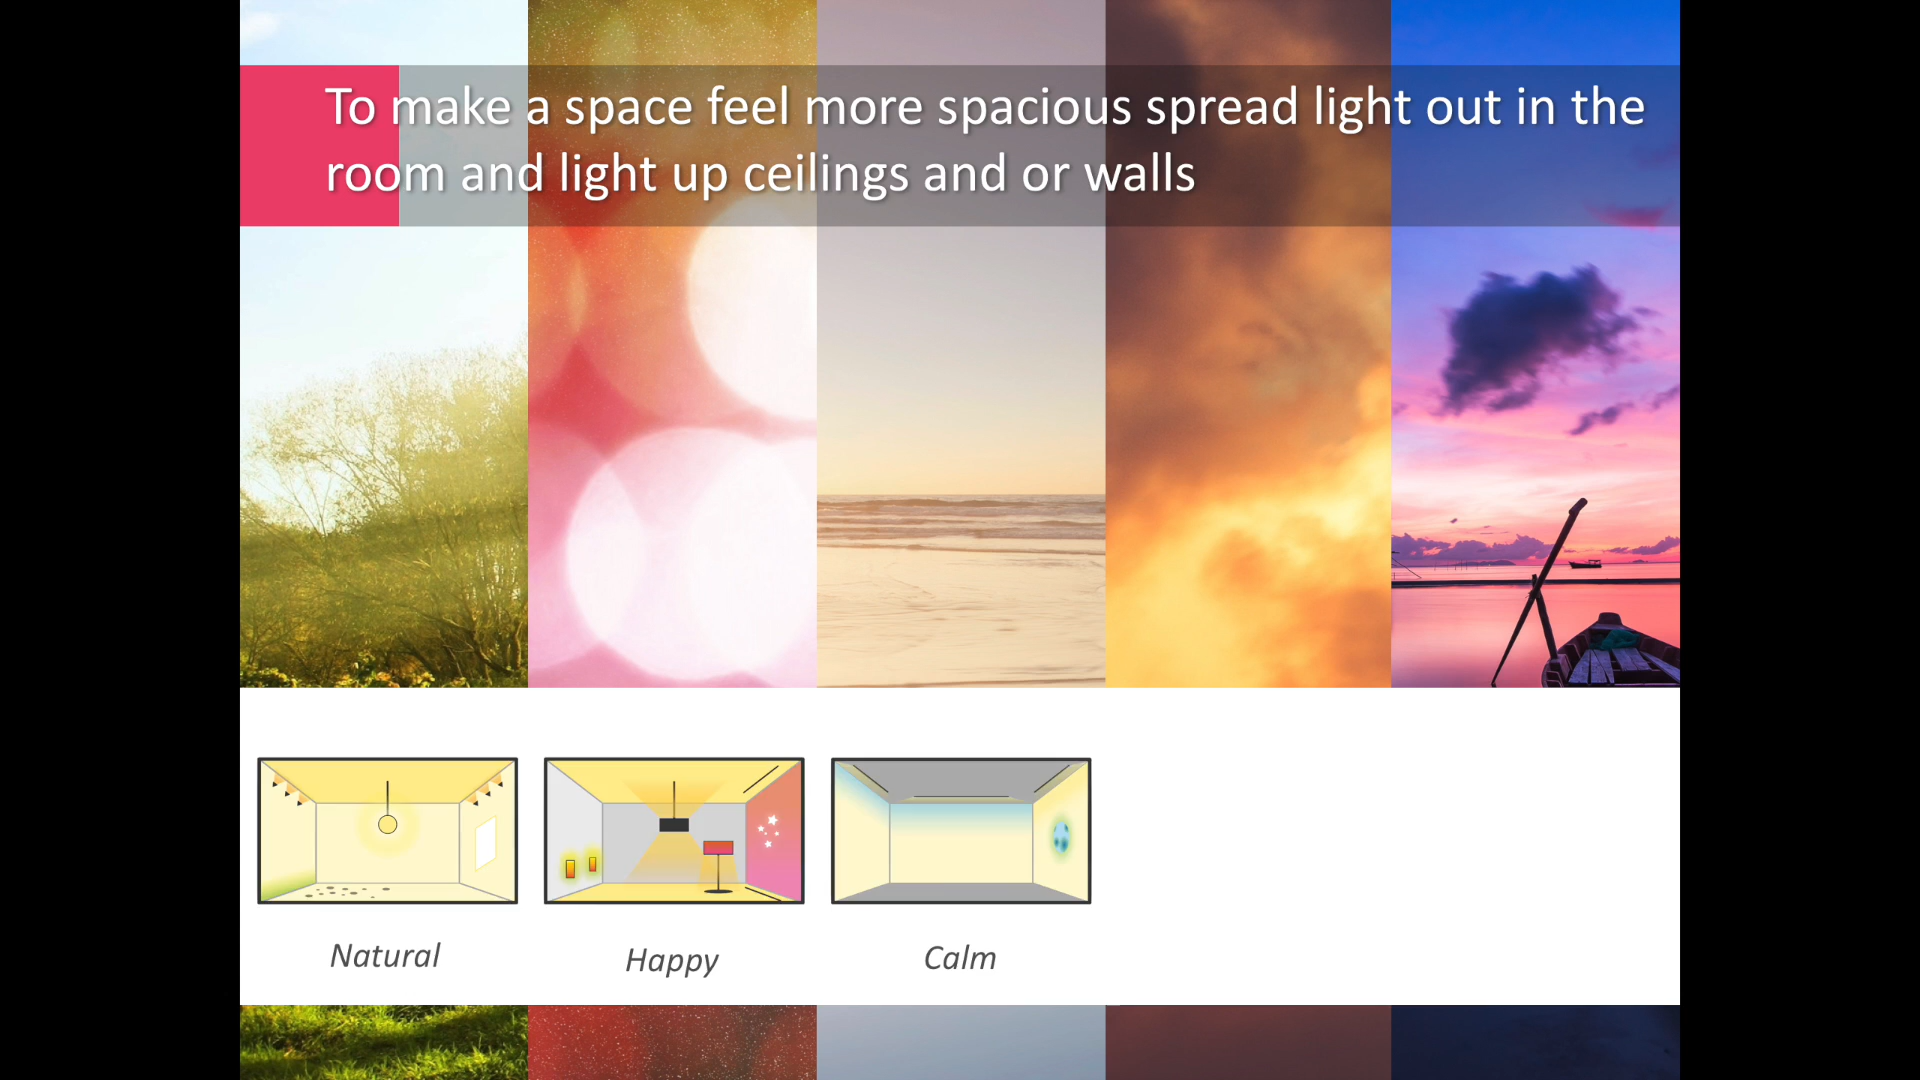 To make a space feel more spacious spread light out in the
room and light up ceilings and or walls
Natural
Happy
Calm